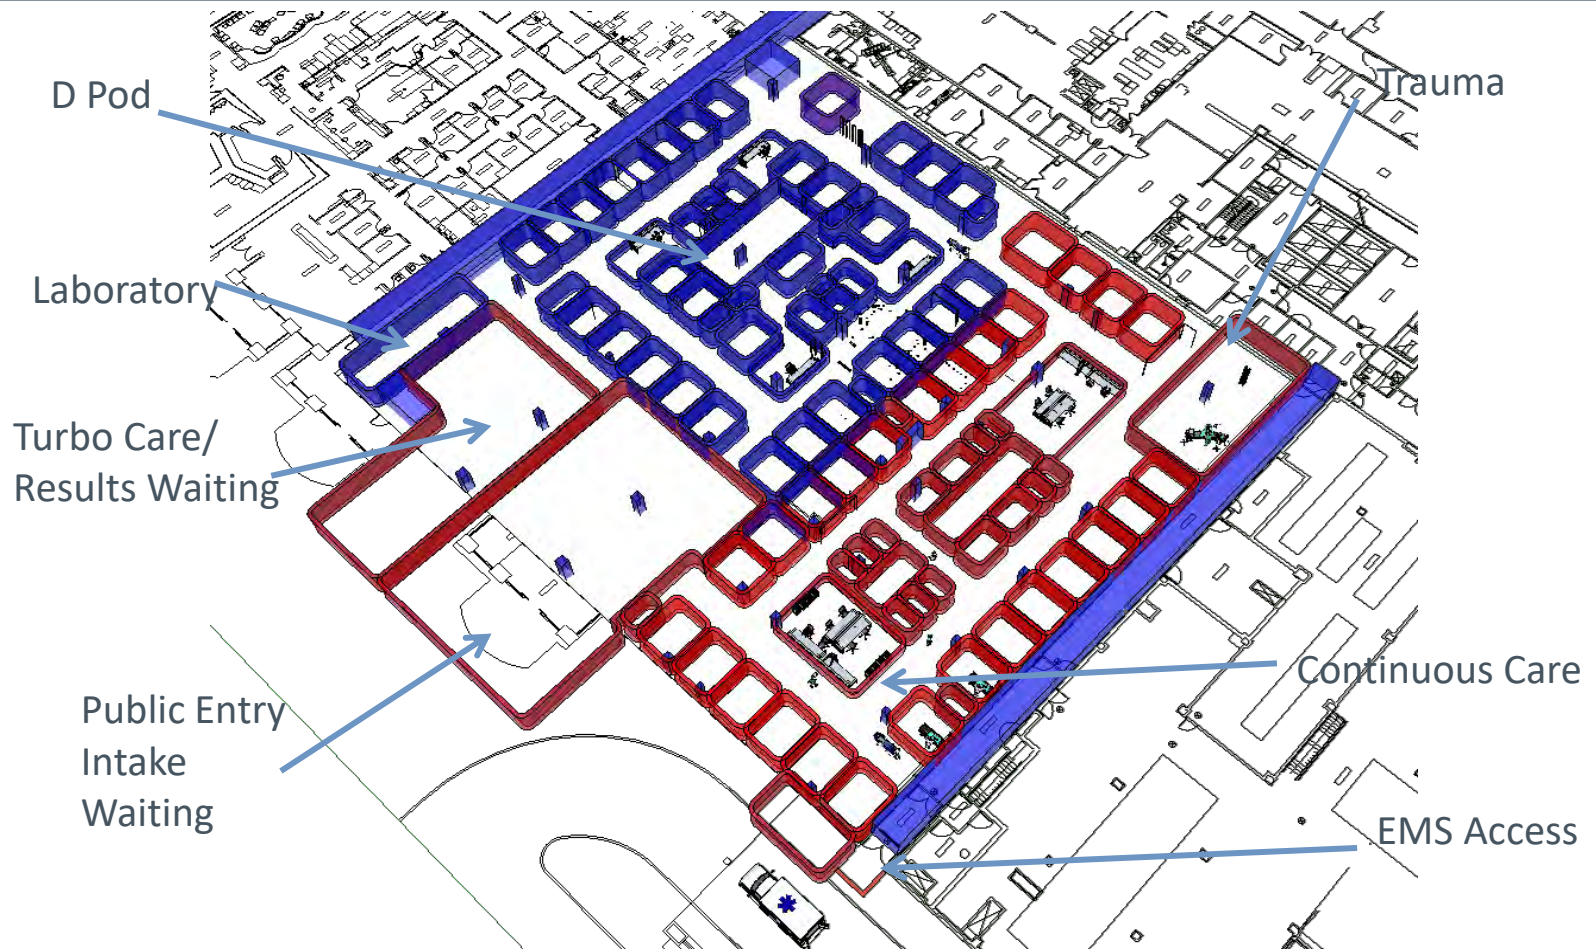 D Pod
Trauma
Laboratory
Turbo Care/
Results Waiting
Continuous Care
Public Entry
Intake
Waiting
EMS Access